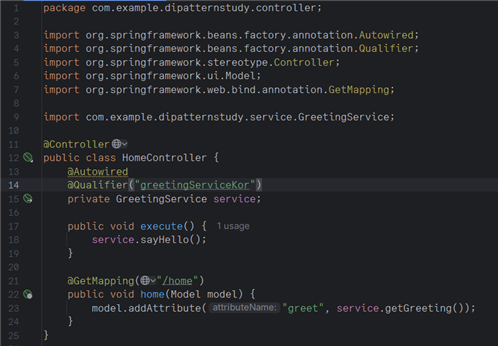 1 package com.example.dipatternstudy.controller;
2
3 import org.springframework.beans.factory.annotation.Autowired;
4 import org.springframework.beans.factory.annotation.Qualifier;
5 import org.springframework.stereotype.Controller;
6 import org.springframework.ui.Model;
7 import org.springframework.web.bind.annotation.GetMapping;
8
9 import com.example.dipatternstudy.service.GreetingService;
10
11 @Controller
12 public class HomeController {
13 @Autowired
14 @Qualifier("greetingServiceKor")
15 private GreetingService service;
16
17 public void execute() { 1 usage
18 service.sayHello();
19 }
20
21 @GetMapping("/home")
22 public void home(Model model) {
23 model.addAttribute( attributeName: "greet", service.getGreeting());
24 }
25 }